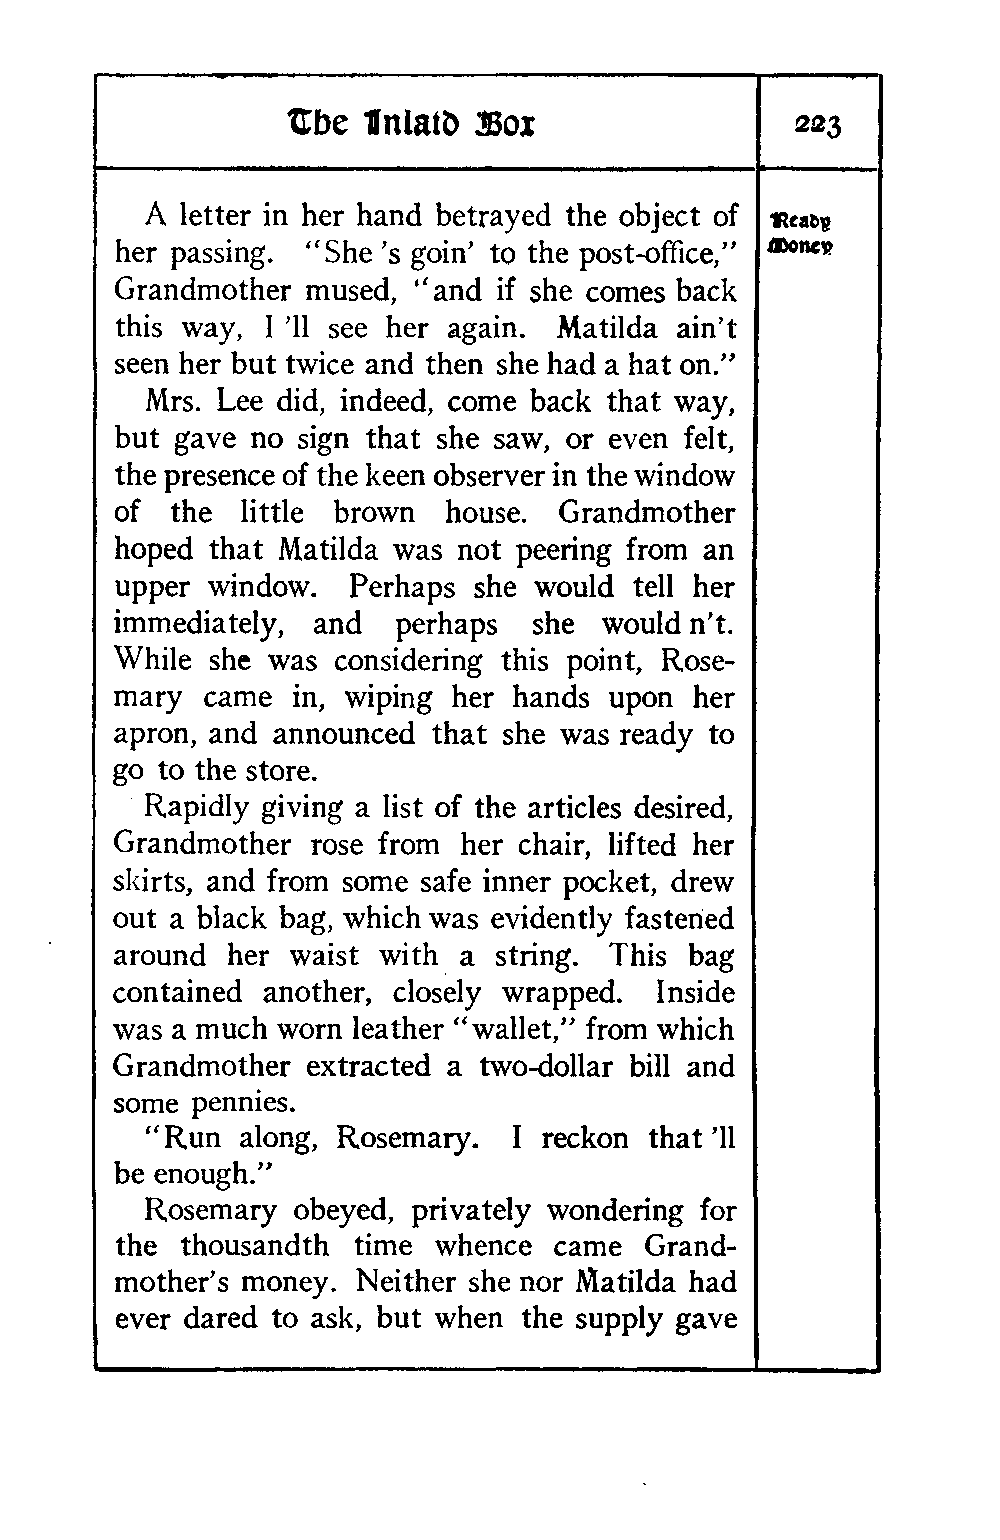 The Inlaid Box
223
Ready
Money
A letter in her hand betrayed the object of
her passing. "She 's goin' to the post-office,"
Grandmother mused, "and if she comes back
this way, I 'll see her again. Matilda ain't
seen her but twice and then she had a hat on."
Mrs. Lee did, indeed, come back that way,
but gave no sign that she saw, or even felt,
the presence of the keen observer in the window
of the little brown house. Grandmother
hoped that Matilda was not peering from an
upper window. Perhaps she would tell her
immediately, and perhaps she would n't.
While she was considering this point, Rose-
mary came in, wiping her hands upon her
apron, and announced that she was ready to
go to the store.
Rapidly giving a list of the articles desired,
Grandmother rose from her chair, lifted her
skirts, and from some safe inner pocket, drew
out a black bag, which was evidently fastened
around her waist with a string. This bag
contained another, closely wrapped. Inside
was a much worn leather "wallet," from which
Grandmother extracted a two-dollar bill and
some pennies.
"Run along, Rosemary. I reckon that 'll
be enough."
Rosemary obeyed, privately wondering for
the thousandth time whence came Grand-
mother's money. Neither she nor Matilda had
ever dared to ask, but when the supply gave